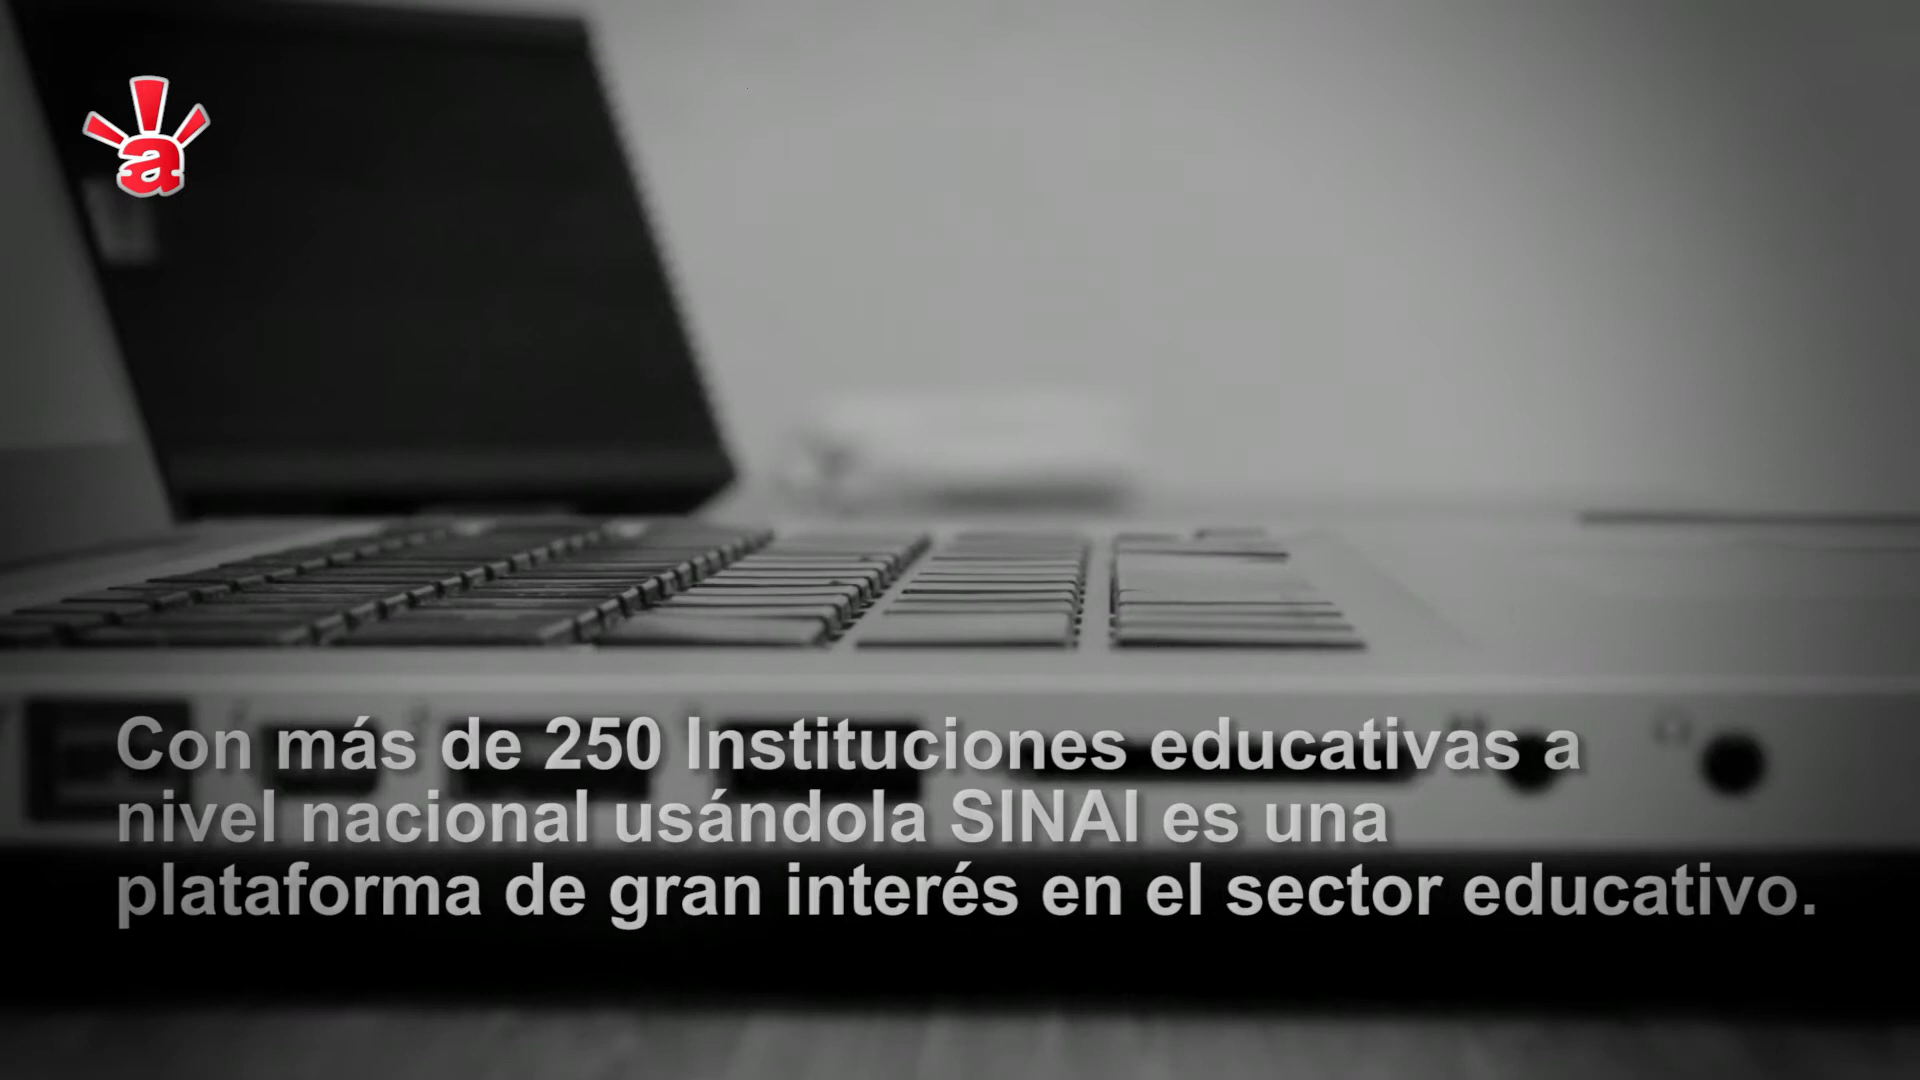 a
Con más de 250 Instituciones educativas a
nivel nacional usándola SINAI es una
plataforma de gran interés en el sector educativo.